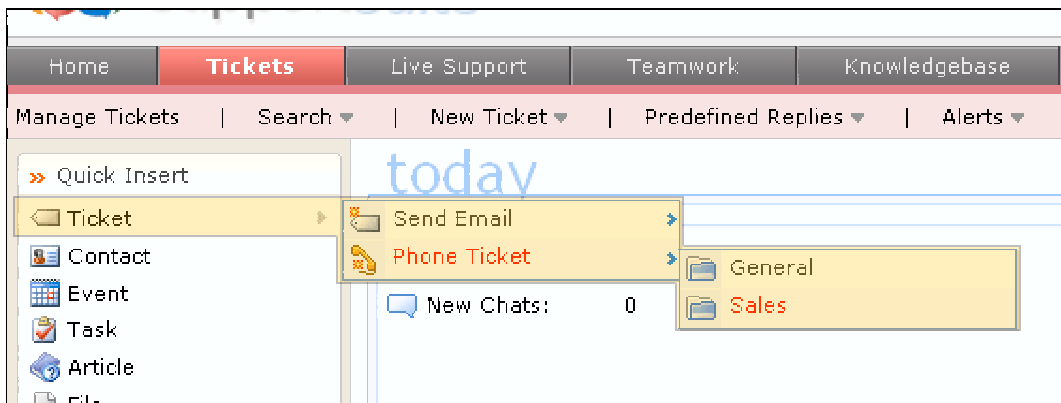 Home Tickets Live Support Teamwork Knowledgebase
Manage Tickets | Search | New Ticket | Predefined Replies | Alerts
today
Quick Insert
Ticket
Send Email
Phone Ticket
General
Sales
Contact
Event
New Chats: 0
Task
Article